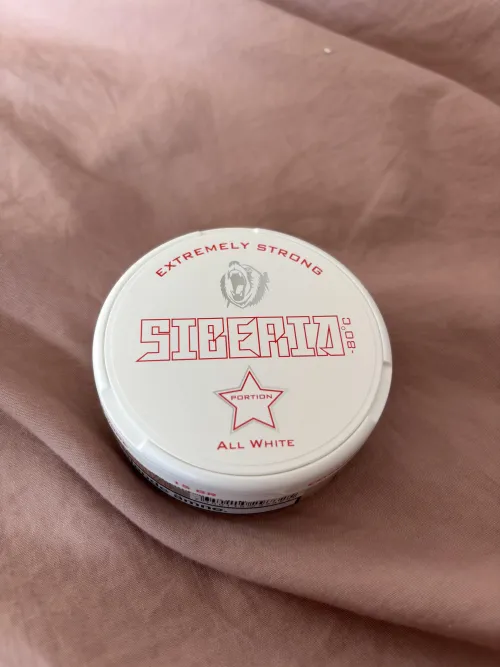 EXTREMELY STRONG
SIBERIA
-80°C
PORTION
ALL WHITE